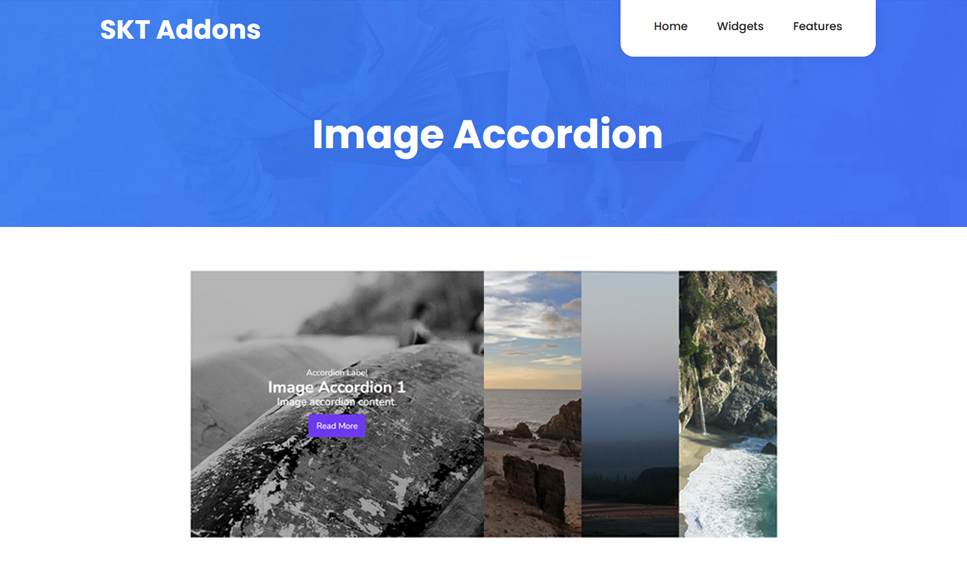 SKT Addons
Home Widgets Features
Image Accordion
Accordion Label
Image Accordion 1
Image accordion content.
Read More